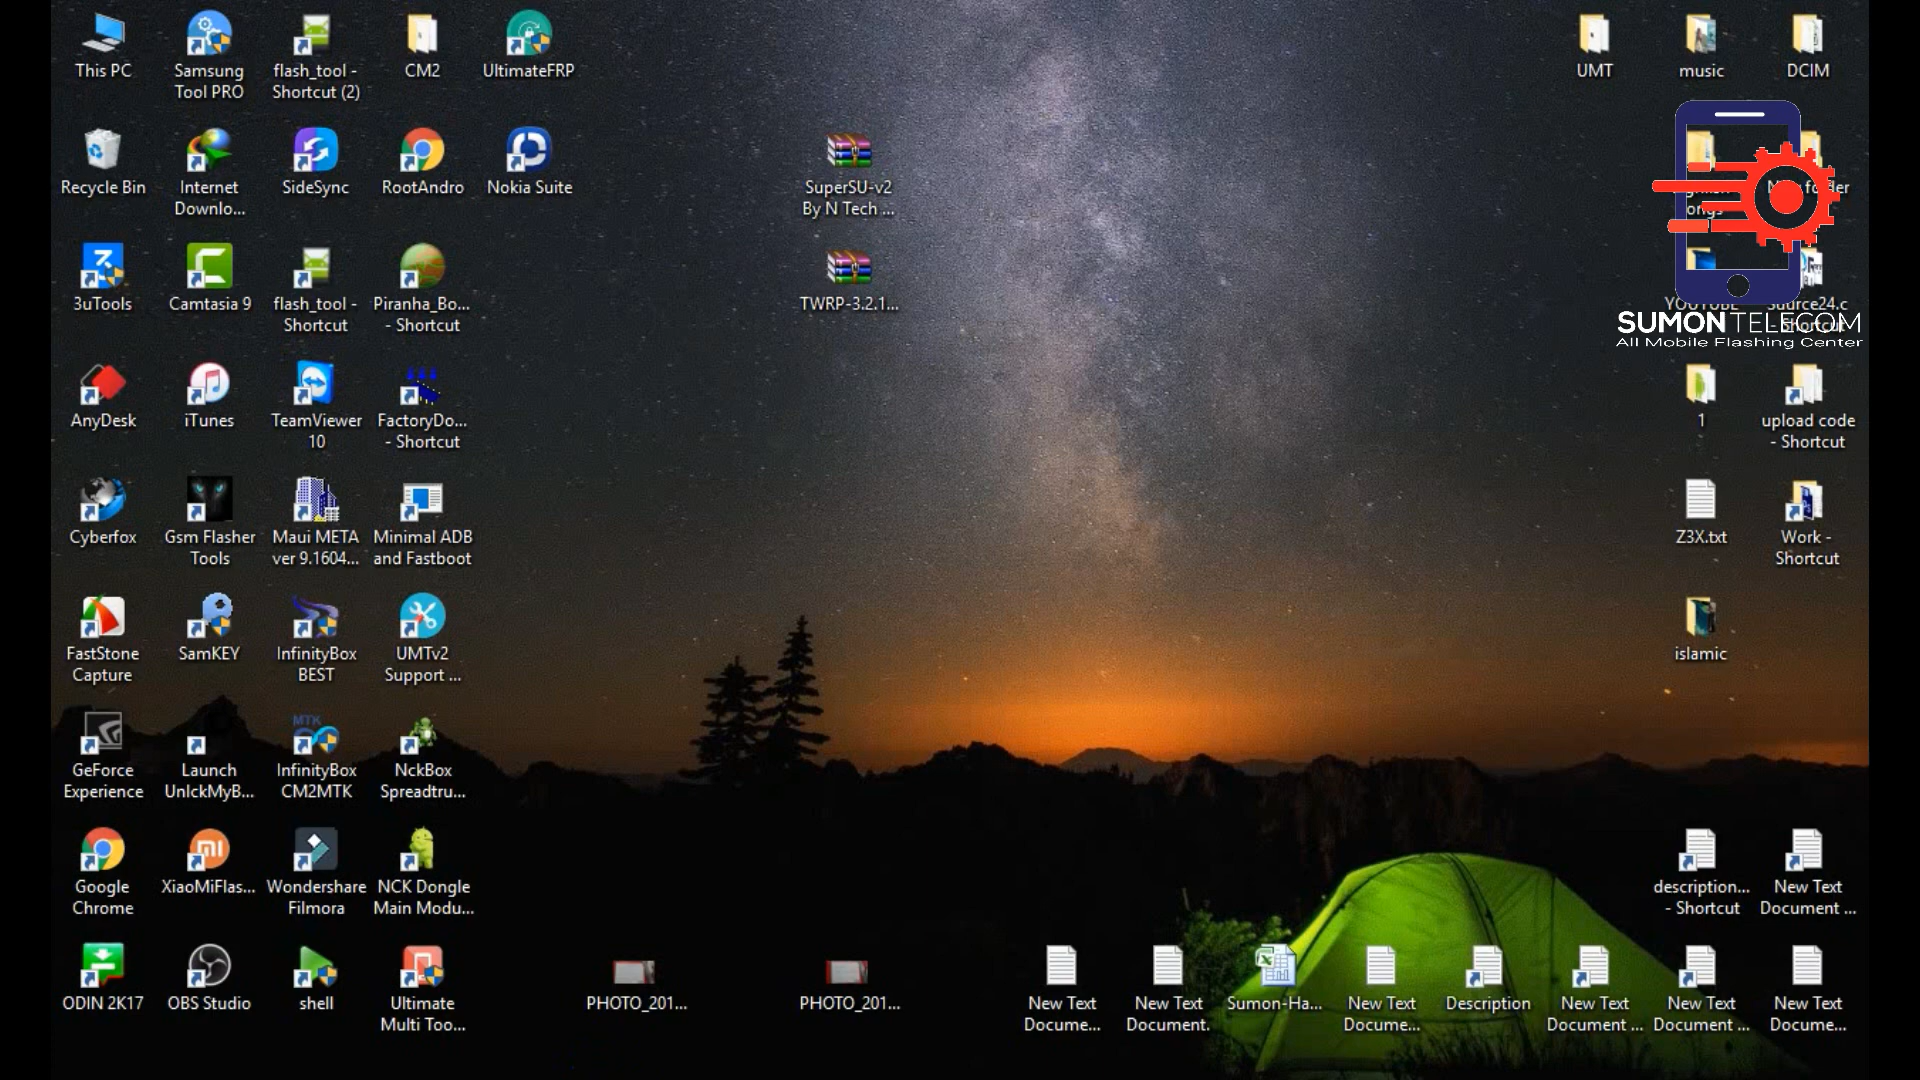 This PC
Samsung
Tool PRO
flash_tool -
Shortcut (2)
CM2
UltimateFRP
UMT
music
DCIM
Recycle Bin
Internet
Downlo...
SideSync
RootAndro
Nokia Suite
SuperSU-v2
By N Tech ...
3uTools
Camtasia 9
flash_tool -
Shortcut
Piranha_Bo...
- Shortcut
TWRP-3.2.1...
SUMON TELECOM
All Mobile Flashing Center
AnyDesk
iTunes
TeamViewer
10
FactoryDo...
- Shortcut
1
upload code
- Shortcut
Cyberfox
Gsm Flasher
Tools
Maui META
ver 9.1604...
Minimal ADB
and Fastboot
Z3X.txt
Work -
Shortcut
FastStone
Capture
SamKEY
InfinityBox
BEST
UMTv2
Support ...
islamic
GeForce
Experience
Launch
UnlckMyB...
MTK
InfinityBox
CM2MTK
NckBox
Spreadtru...
Google
Chrome
XiaoMiFlas...
Wondershare
Filmora
NCK Dongle
Main Modu...
description...
- Shortcut
New Text
Document ...
ODIN 2K17
OBS Studio
shell
Ultimate
Multi Too...
PHOTO_201...
PHOTO_201...
New Text
Docume...
New Text
Document.
Sumon-Ha...
New Text
Docume...
Description
New Text
Document ...
New Text
Document ...
New Text
Docume...